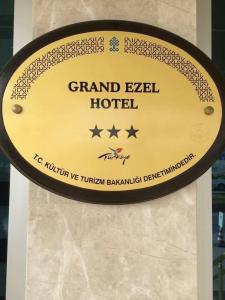 GRAND EZEL
HOTEL
Türkiye
T.C. KÜLTÜR VE TURİZM BAKANLIĞI DENETİMİNDEDİR.